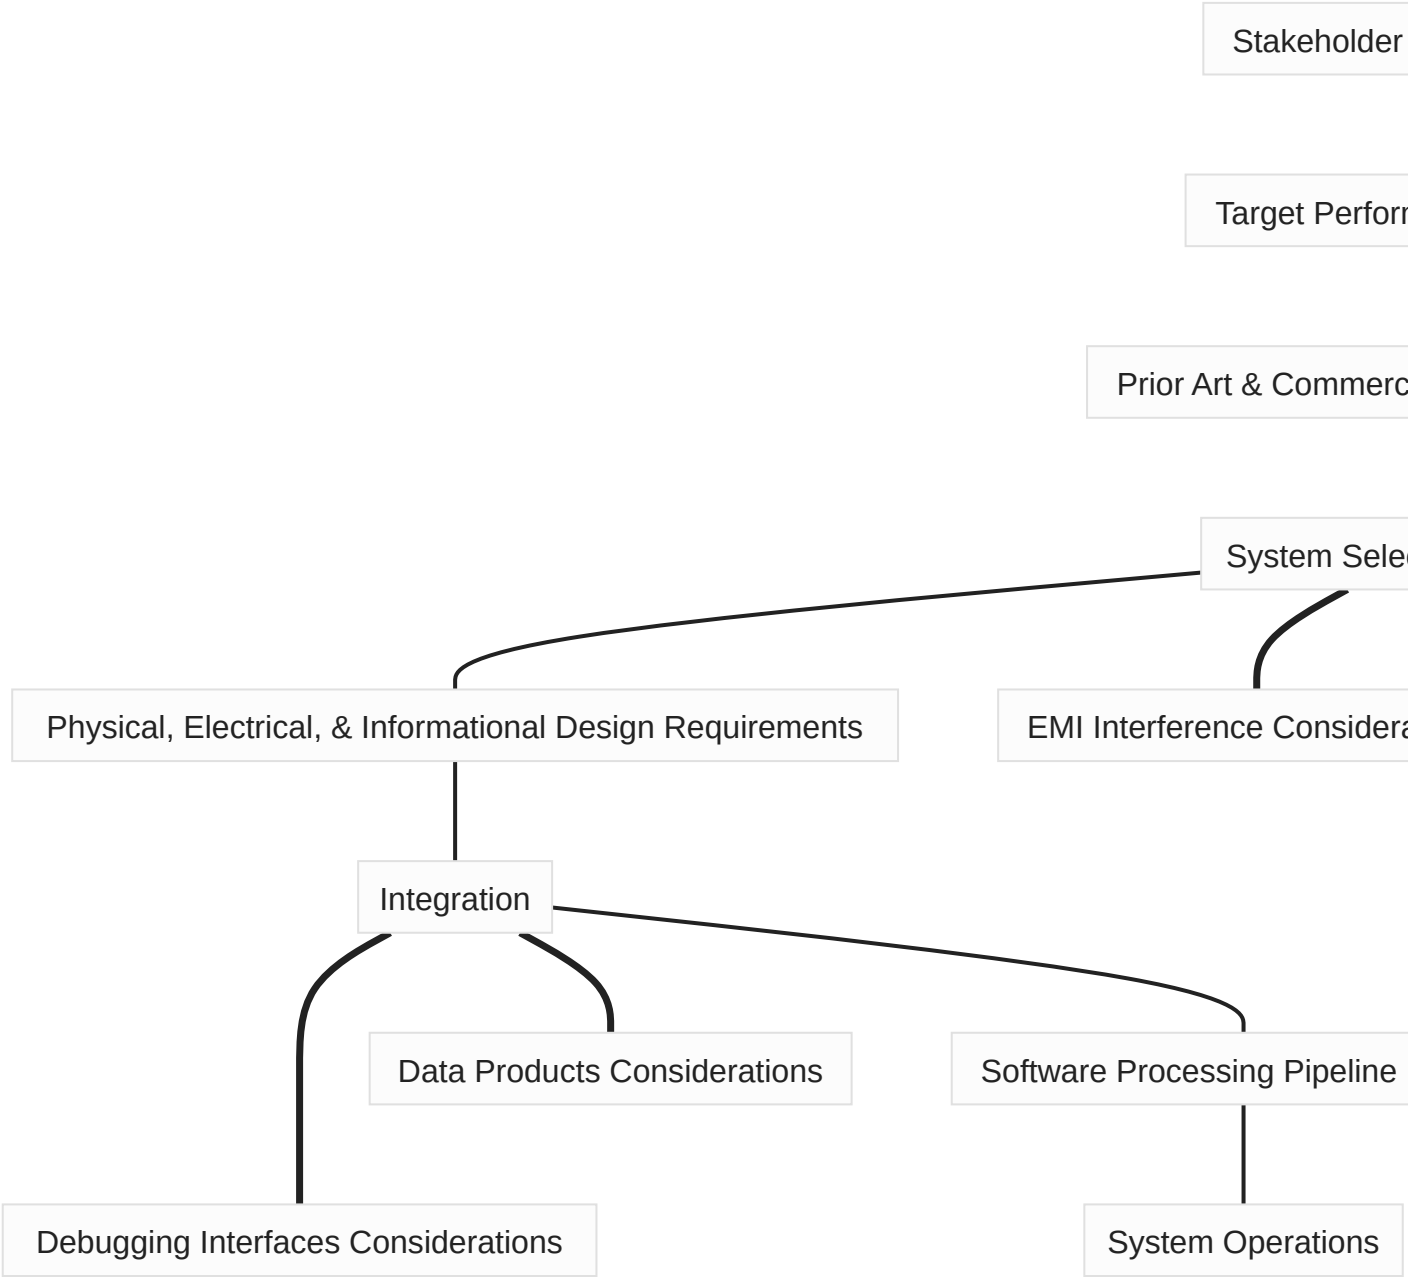 Stakeholder
Target Perfor
Prior Art & Commerc
System Selec
Physical, Electrical, & Informational Design Requirements
EMI Interference Considera
Integration
Data Products Considerations
Software Processing Pipeline
Debugging Interfaces Considerations
System Operations